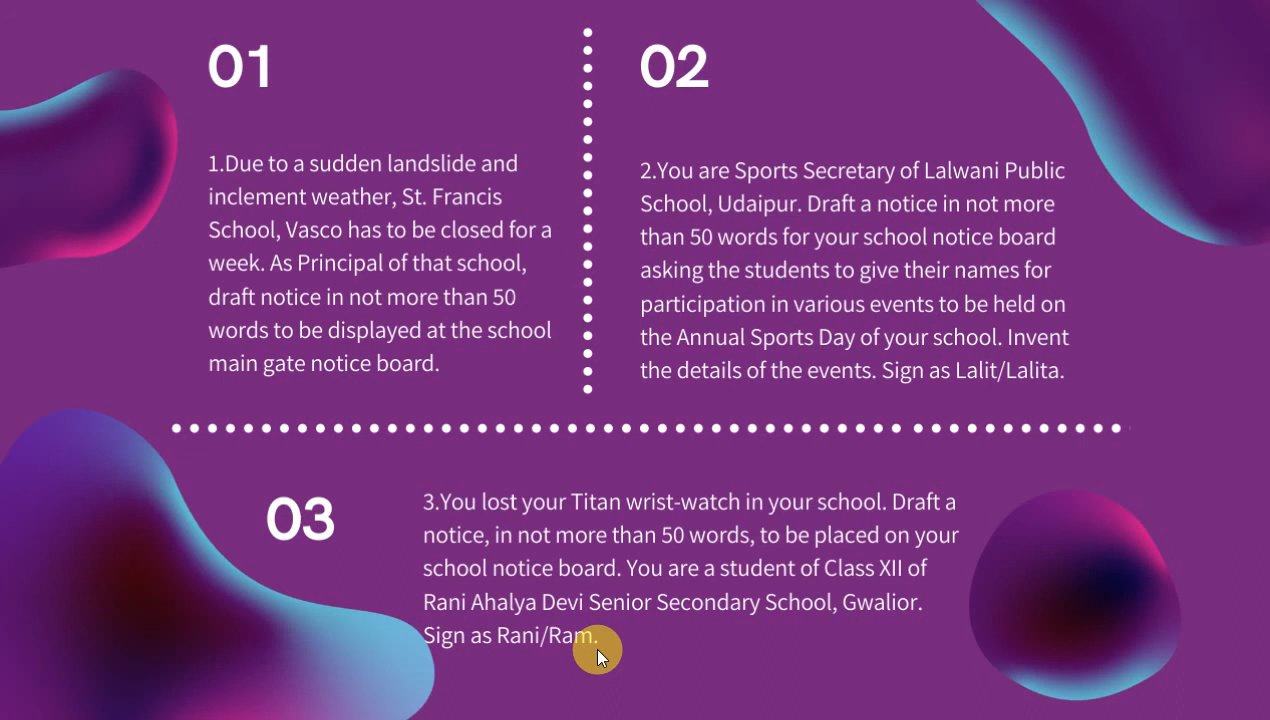 01
1.Due to a sudden landslide and
inclement weather, St. Francis
School, Vasco has to be closed for a
week. As Principal of that school,
draft notice in not more than 50
words to be displayed at the school
main gate notice board.
02
2.You are Sports Secretary of Lalwani Public
School, Udaipur. Draft a notice in not more
than 50 words for your school notice board
asking the students to give their names for
participation in various events to be held on
the Annual Sports Day of your school. Invent
the details of the events. Sign as Lalit/Lalita.
03
3.You lost your Titan wrist-watch in your school. Draft a
notice, in not more than 50 words, to be placed on your
school notice board. You are a student of Class XII of
Rani Ahalya Devi Senior Secondary School, Gwalior.
Sign as Rani/Ram.